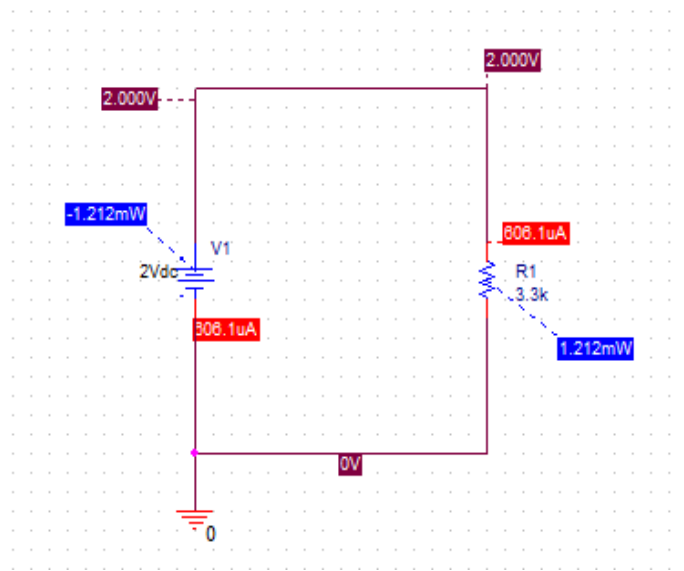 2.000V
2.000V
-1.212mW
V1
2Vdc
606.1uA
R1
3.3k
606.1uA
1.212mW
0V
0